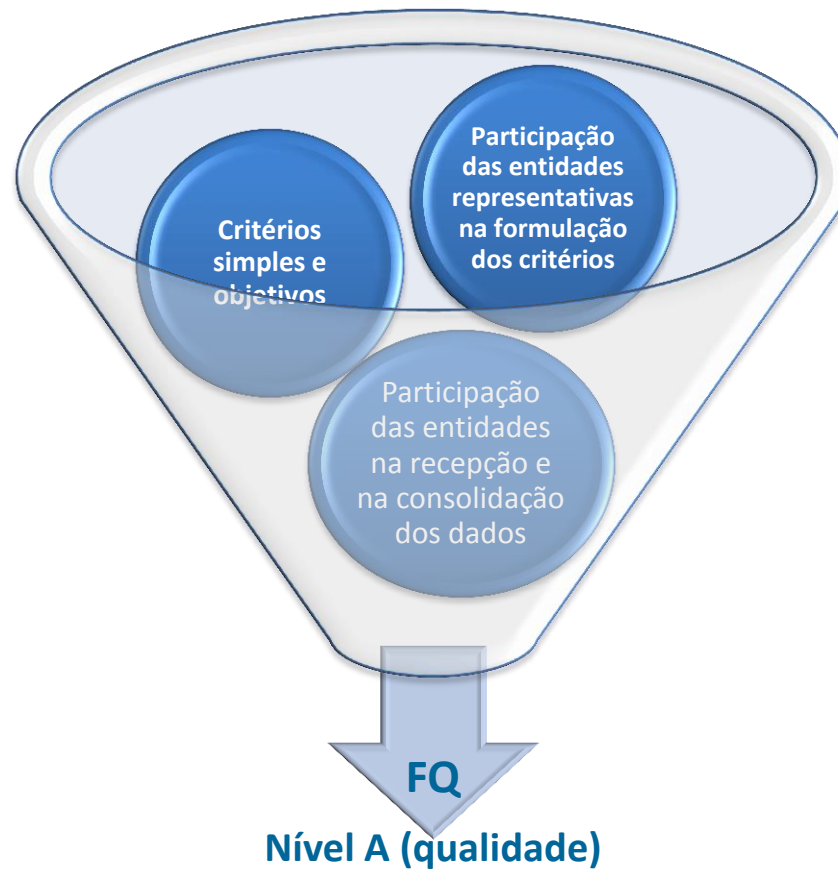 Participação
das entidades
representativas
na formulação
dos critérios
Critérios
simples e
objetivos
Participação
das entidades
na recepção e
na consolidação
dos dados
FQ
Nível A (qualidade)